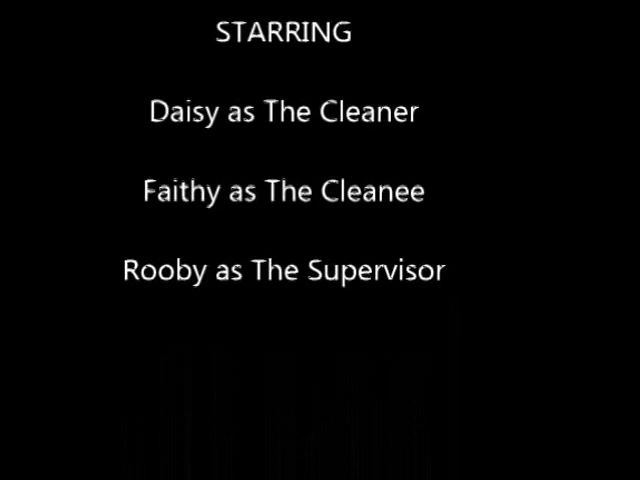 STARRING
Daisy as The Cleaner
Faithy as The Cleanee
Rooby as The Supervisor